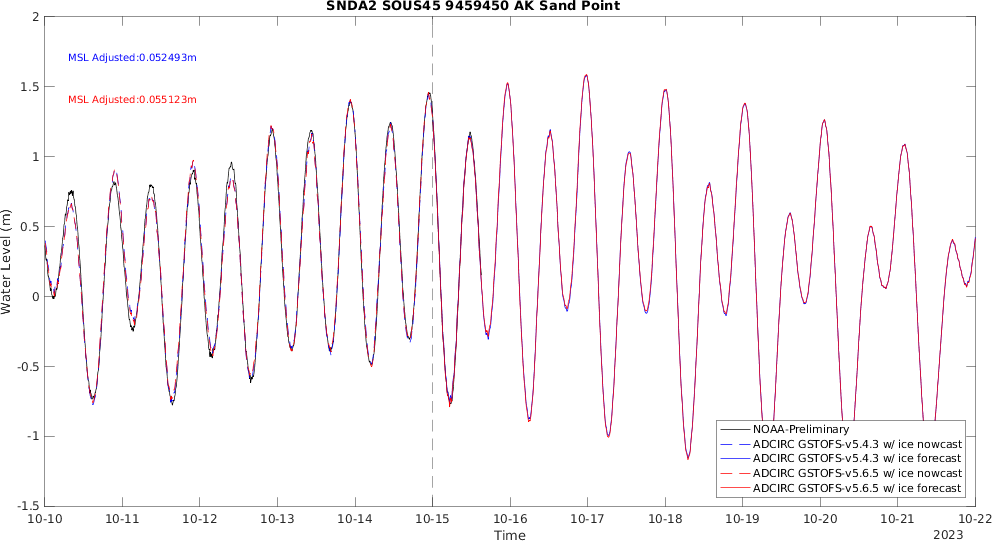 SNDA2 SOUS45 9459450 AK Sand Point
2
1.5
1
0.5
0
-0.5
-1
-1.5
Water Level (m)
MSL Adjusted:0.052493m
MSL Adjusted:0.055123m
NOAA-Preliminary
ADCIRC GSTOFS-v5.4.3 w/ ice nowcast
ADCIRC GSTOFS-v5.4.3 w/ ice forecast
ADCIRC GSTOFS-v5.6.5 w/ ice nowcast
ADCIRC GSTOFS-v5.6.5 w/ ice forecast
10-10 10-11 10-12 10-13 10-14 10-15 10-16 10-17 10-18 10-19 10-20 10-21 10-22
Time
2023